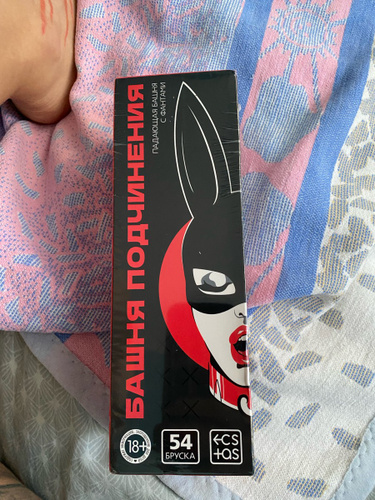 БАШНЯ ПОДЧИНЕНИЯ
ПАДАЮЩАЯ БАШНЯ
С ФАНТАМИ
18+
54
БРУСКА